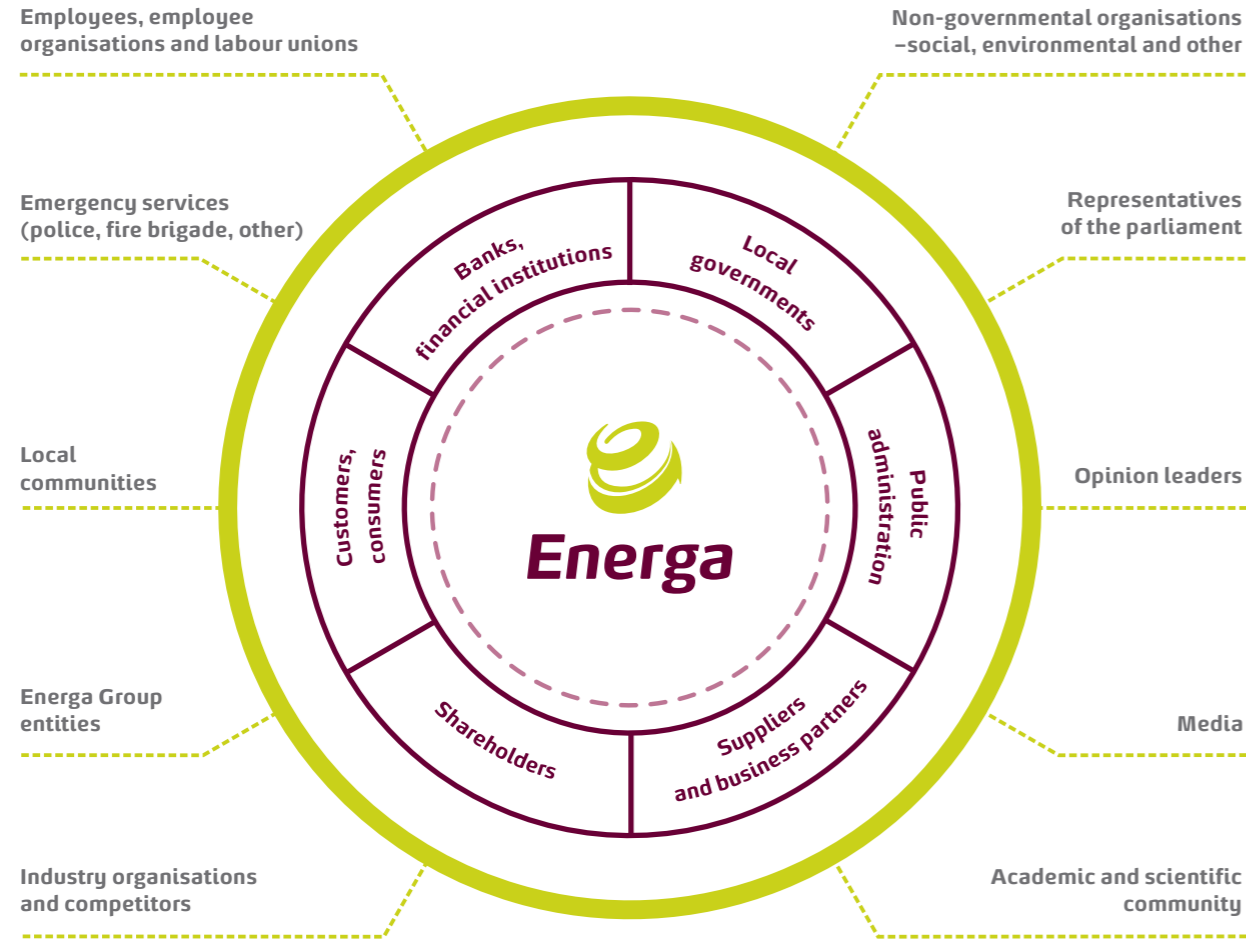 Employees, employee
organisations and labour unions
Non-governmental organisations
–social, environmental and other
Emergency services
(police, fire brigade, other)
Representatives
of the parliament
Banks,
financial institutions
Local
governments
Local
communities
Customers,
consumers
Energa
Public
administration
Opinion leaders
Energa Group
entities
Shareholders
Suppliers
and business partners
Media
Industry organisations
and competitors
Academic and scientific
community